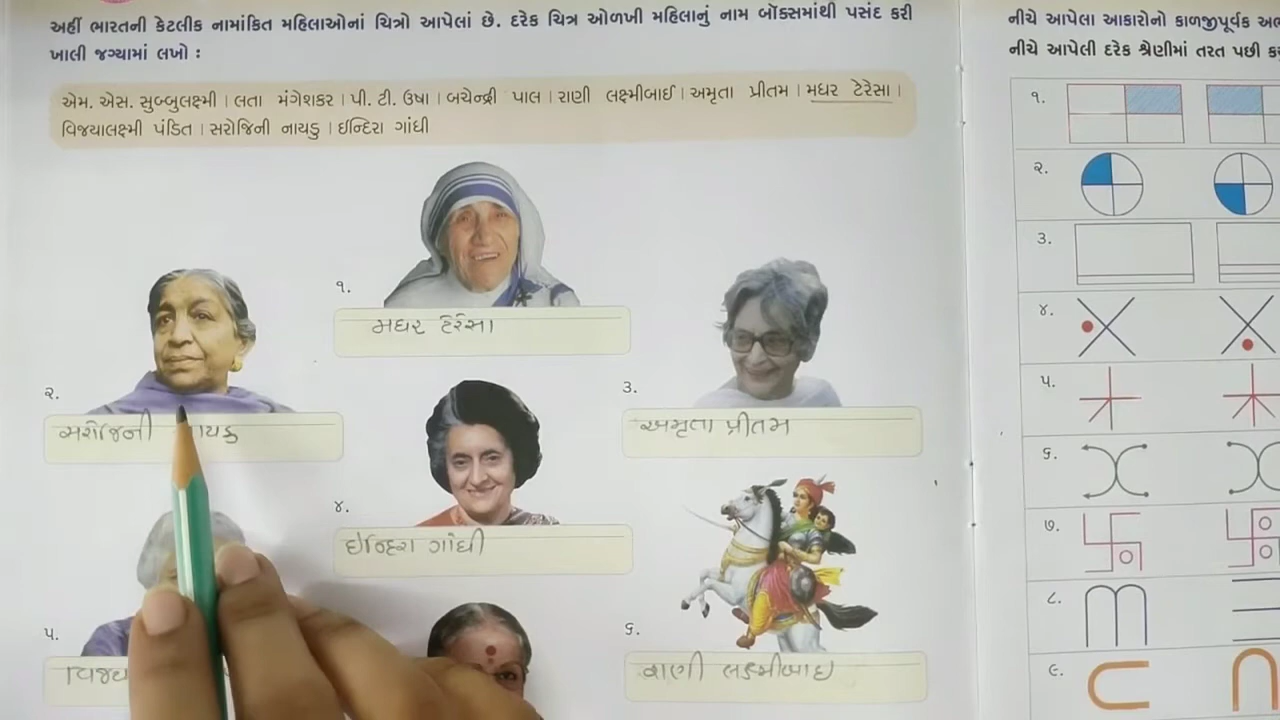 અહીં ભારતની કેટલીક નામાંકિત મહિલાઓનાં ચિત્રો આપેલાં છે. દરેક ચિત્ર ઓળખી મહિલાનું નામ બૉક્સમાંથી પસંદ કરી
ખાલી જગ્યામાં લખો :
એમ. એસ. સુબ્બુલક્ષ્મી । લતા મંગેશકર । પી. ટી. ઉષા । બચેન્દ્રી પાલ । રાણી લક્ષ્મીબાઈ । અમૃતા પ્રીતમ । મધર ટેરેસા ।
વિજયાલક્ષ્મી પંડિત । સરોજિની નાયડુ । ઈન્દિરા ગાંધી
૧.
મધર ટેરેસા
૨.
સરોજિની
૩.
અમૃતા પ્રીતમ
૪.
ઈન્દિરા ગાંધી
૫.
૬.
રાણી લક્ષ્મીબાઈ
નીચે આપેલા આકારોનો કાળજીપૂર્વક
નીચે આપેલી દરેક શ્રેણીમાં તરત પછી
૧.
૨.
૩.
૪.
૫.
૬.
૭.
૮.
૯.